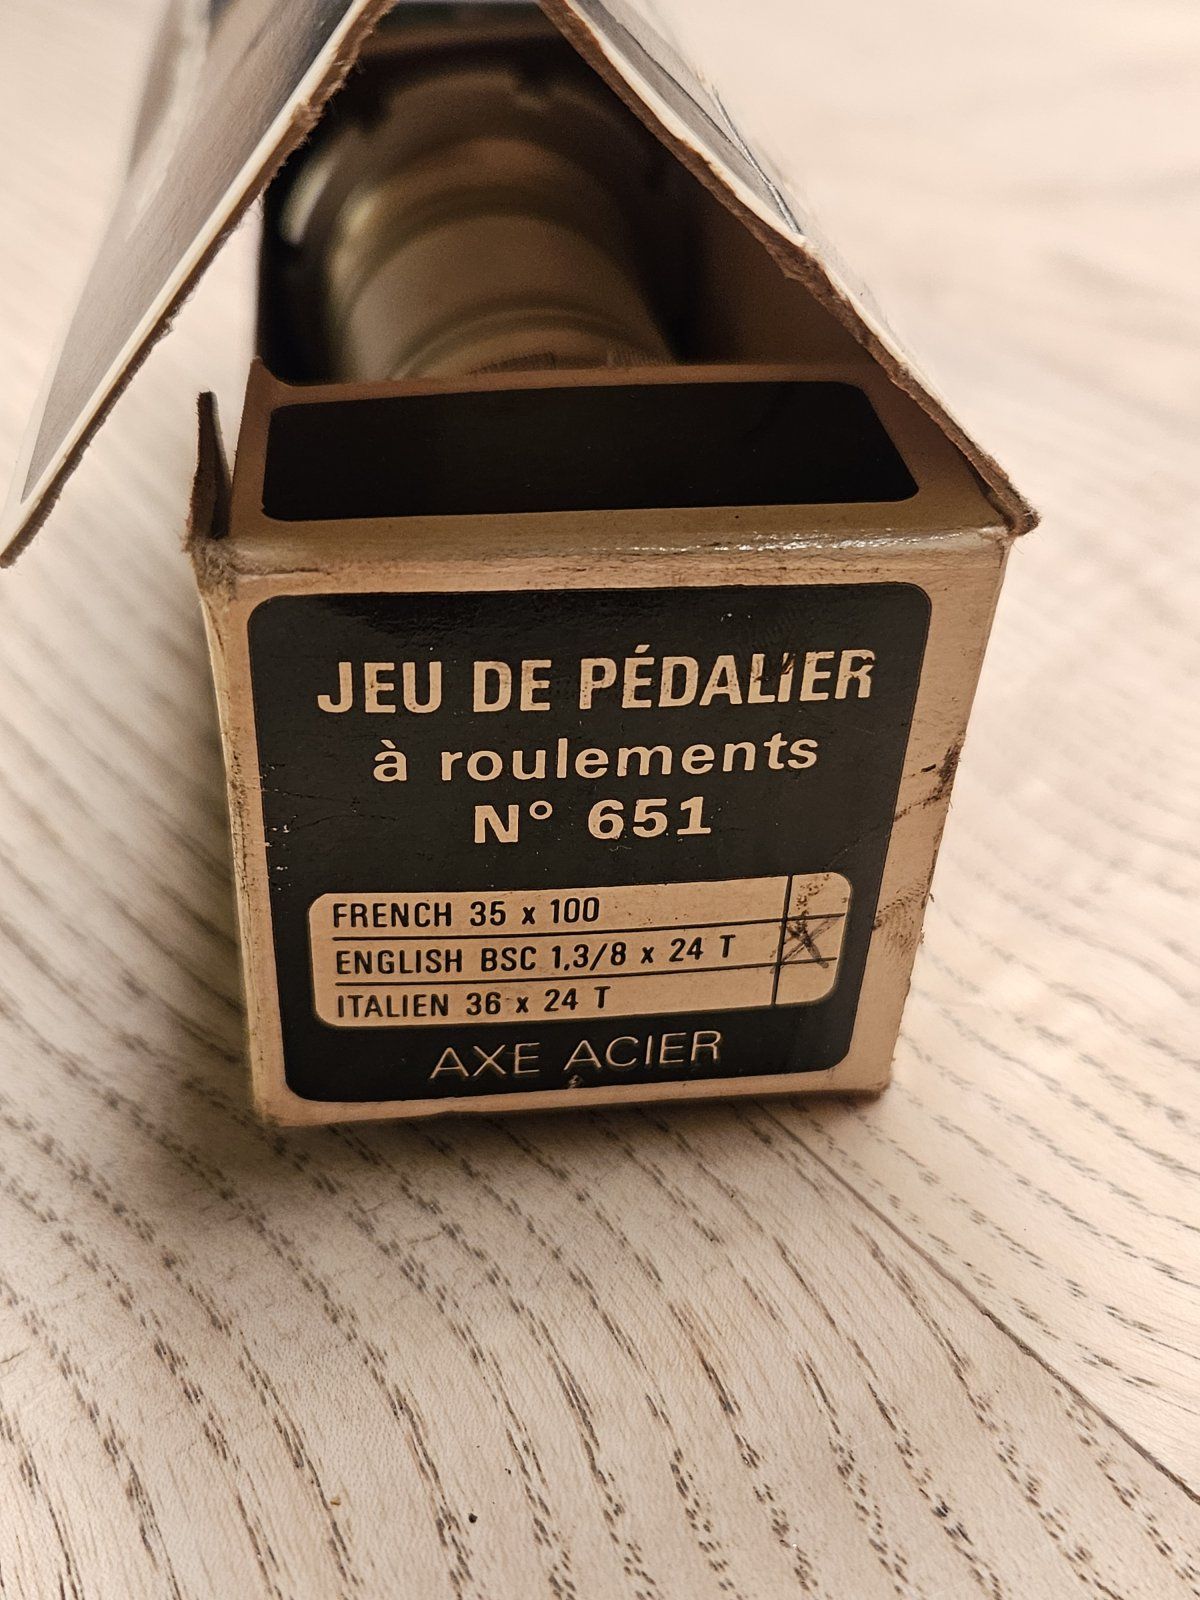 JEU DE PÉDALIER
à roulements
N° 651
FRENCH 35 x 100
ENGLISH BSC 1,3/8 x 24 T X
ITALIEN 36 x 24 T
AXE ACIER